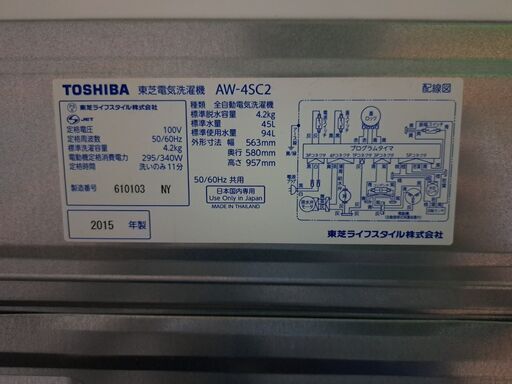 TOSHIBA 東芝電気洗濯機 AW-4SC2 配線図
東芝ライフスタイル株式会社
JET
定格電圧 100V
定格周波数 50/60Hz
標準洗濯容量 4.2kg
電動機定格消費電力 295/340W
定格時間 洗いのみ11分
製造番号 610103 NY
2015 年製
種類 全自動電気洗濯機
標準脱水容量 4.2kg
標準水量 45L
標準使用水量 94L
外形寸法 幅 563mm
奥行 580mm
高さ 957mm
50/60Hz 共用
日本国内専用
Use Only in Japan
MADE IN THAILAND
プログラムタイマ
東芝ライフスタイル株式会社